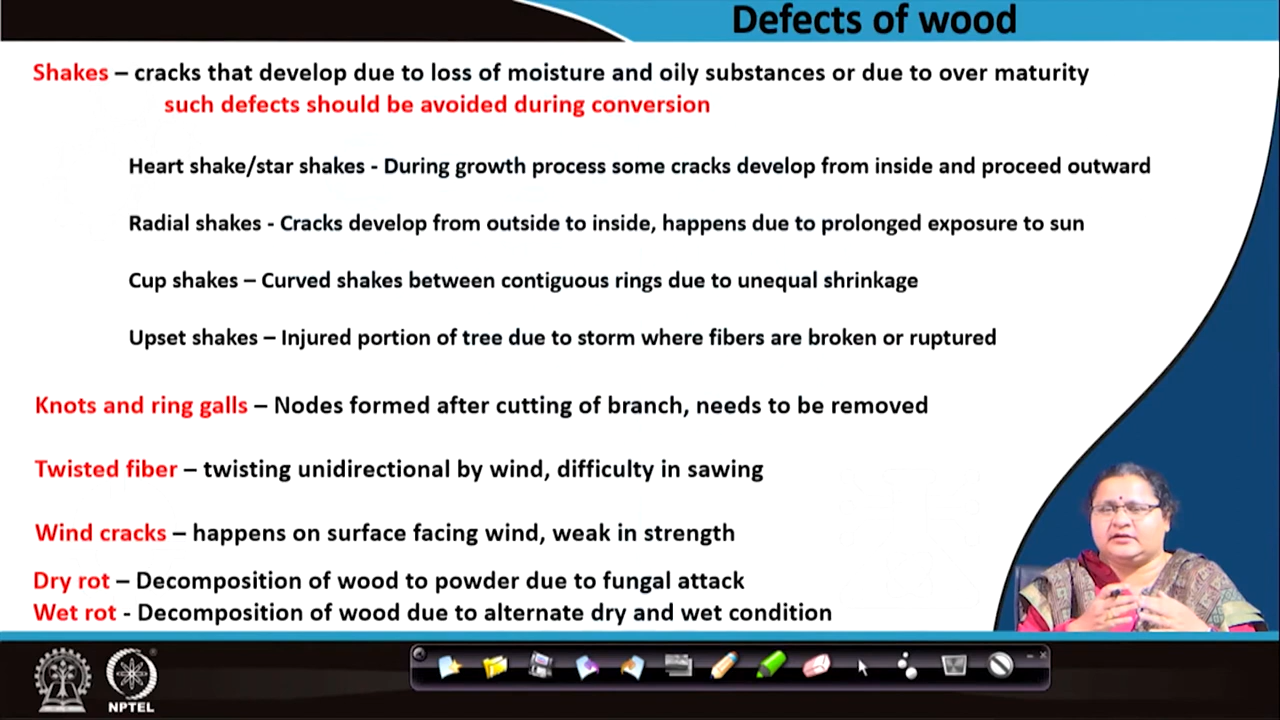 Defects of wood
Shakes – cracks that develop due to loss of moisture and oily substances or due to over maturity
such defects should be avoided during conversion
Heart shake/star shakes - During growth process some cracks develop from inside and proceed outward
Radial shakes - Cracks develop from outside to inside, happens due to prolonged exposure to sun
Cup shakes – Curved shakes between contiguous rings due to unequal shrinkage
Upset shakes – Injured portion of tree due to storm where fibers are broken or ruptured
Knots and ring galls – Nodes formed after cutting of branch, needs to be removed
Twisted fiber – twisting unidirectional by wind, difficulty in sawing
Wind cracks – happens on surface facing wind, weak in strength
Dry rot – Decomposition of wood to powder due to fungal attack
Wet rot - Decomposition of wood due to alternate dry and wet condition
NPTEL